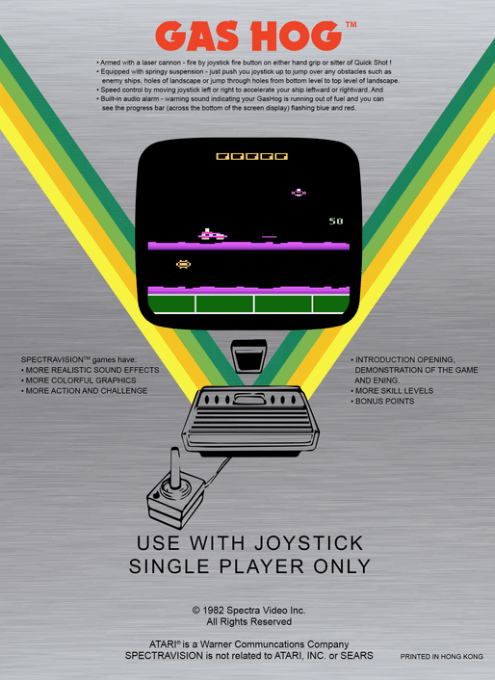 GAS HOG™
• Armed with a laser cannon - fire by joystick fire button on either hand grip or sitter of Quick Shot !
• Equipped with springy suspension - just push you joystick up to jump over any obstacles such as
enemy ships, holes of landscape or jump through holes from bottom level to top level of landscape.
• Speed control by moving joystick left or right to accelerate your ship leftward or rightward, And
• Built-in audio alarm - warning sound indicating your GasHog is running out of fuel and you can
see the progress bar (across the bottom of the screen display) flashing blue and red.
50
SPECTRAVISION™ games have:
• MORE REALISTIC SOUND EFFECTS
• MORE COLORFUL GRAPHICS
• MORE ACTION AND CHALLENGE
• INTRODUCTION OPENING,
DEMONSTRATION OF THE GAME
AND ENING.
• MORE SKILL LEVELS
• BONUS POINTS
USE WITH JOYSTICK
SINGLE PLAYER ONLY
© 1982 Spectra Video Inc.
All Rights Reserved
ATARI® is a Warner Communcations Company
SPECTRAVISION is not related to ATARI, INC. or SEARS
PRINTED IN HONG KONG